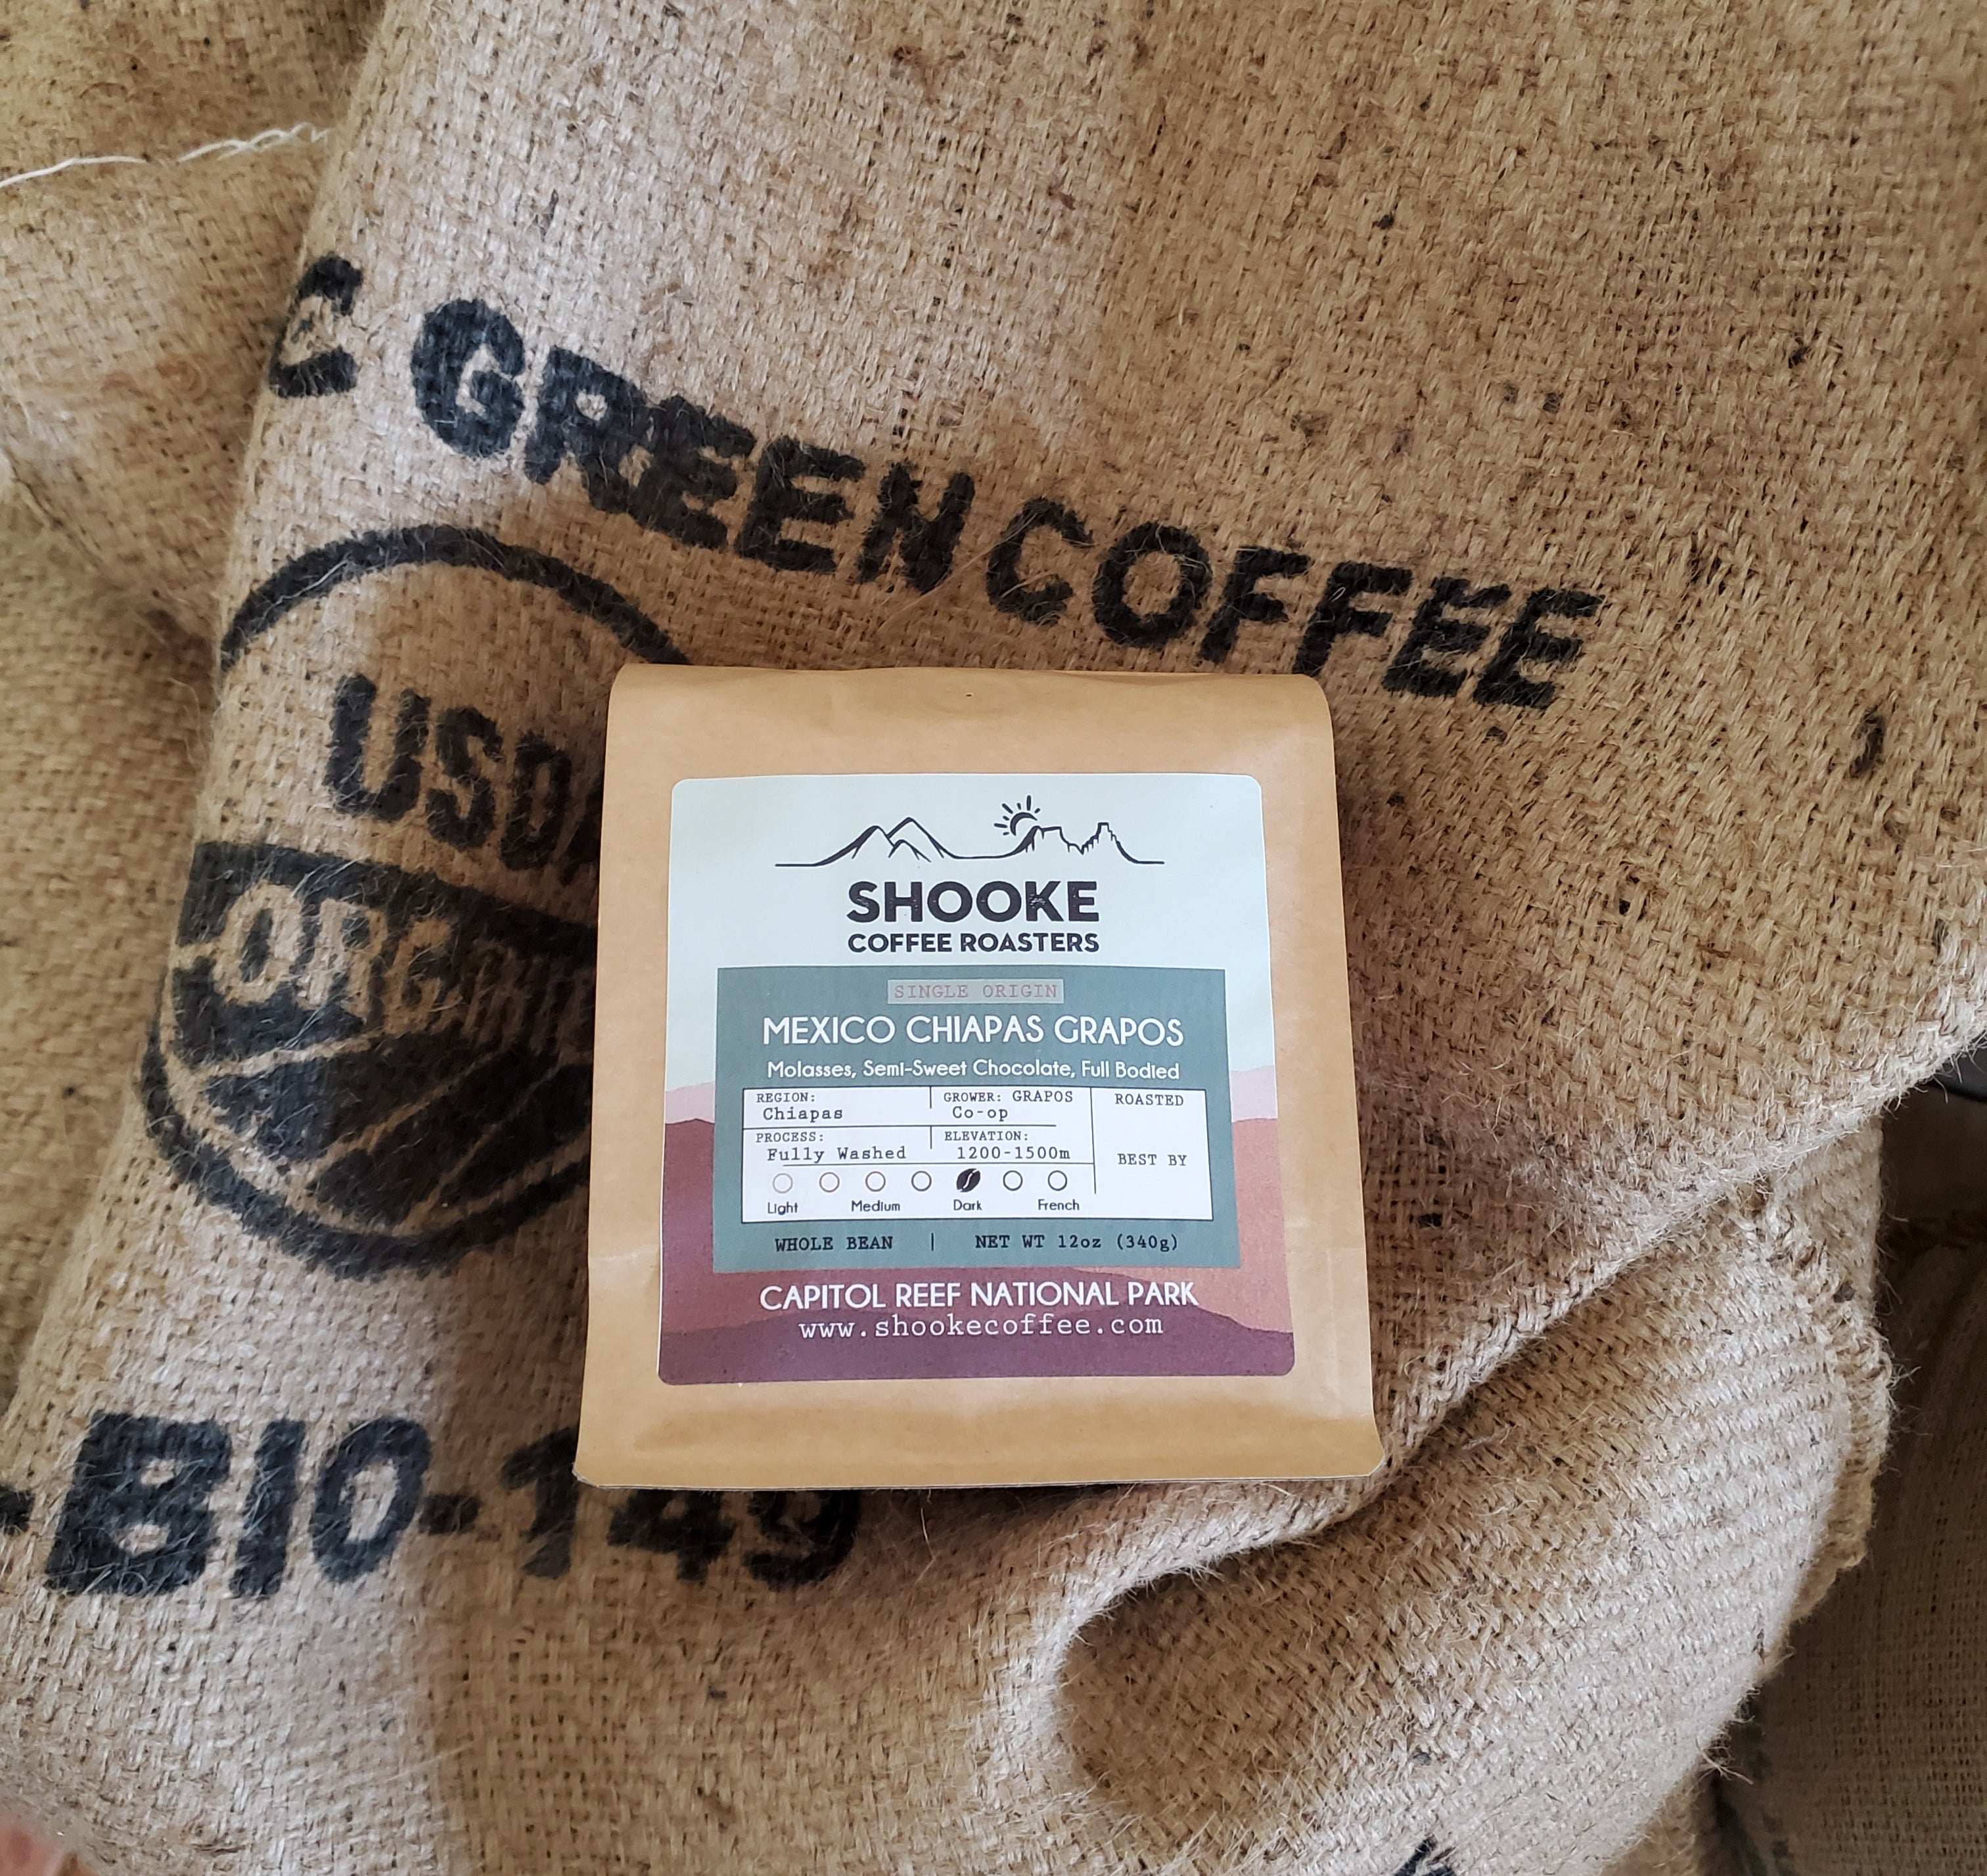 C GREEN COFFEE
USDA
ORGANIC
-BIO-149
SHOOKE
COFFEE ROASTERS
SINGLE ORIGIN
MEXICO CHIAPAS GRAPOS
Molasses, Semi-Sweet Chocolate, Full Bodied
REGION:
Chiapas
GROWER: GRAPOS
Co-op
ROASTED
PROCESS:
Fully Washed
ELEVATION:
1200-1500m
BEST BY
Light Medium Dark French
WHOLE BEAN | NET WT 12oz (340g)
CAPITOL REEF NATIONAL PARK
www.shookecoffee.com